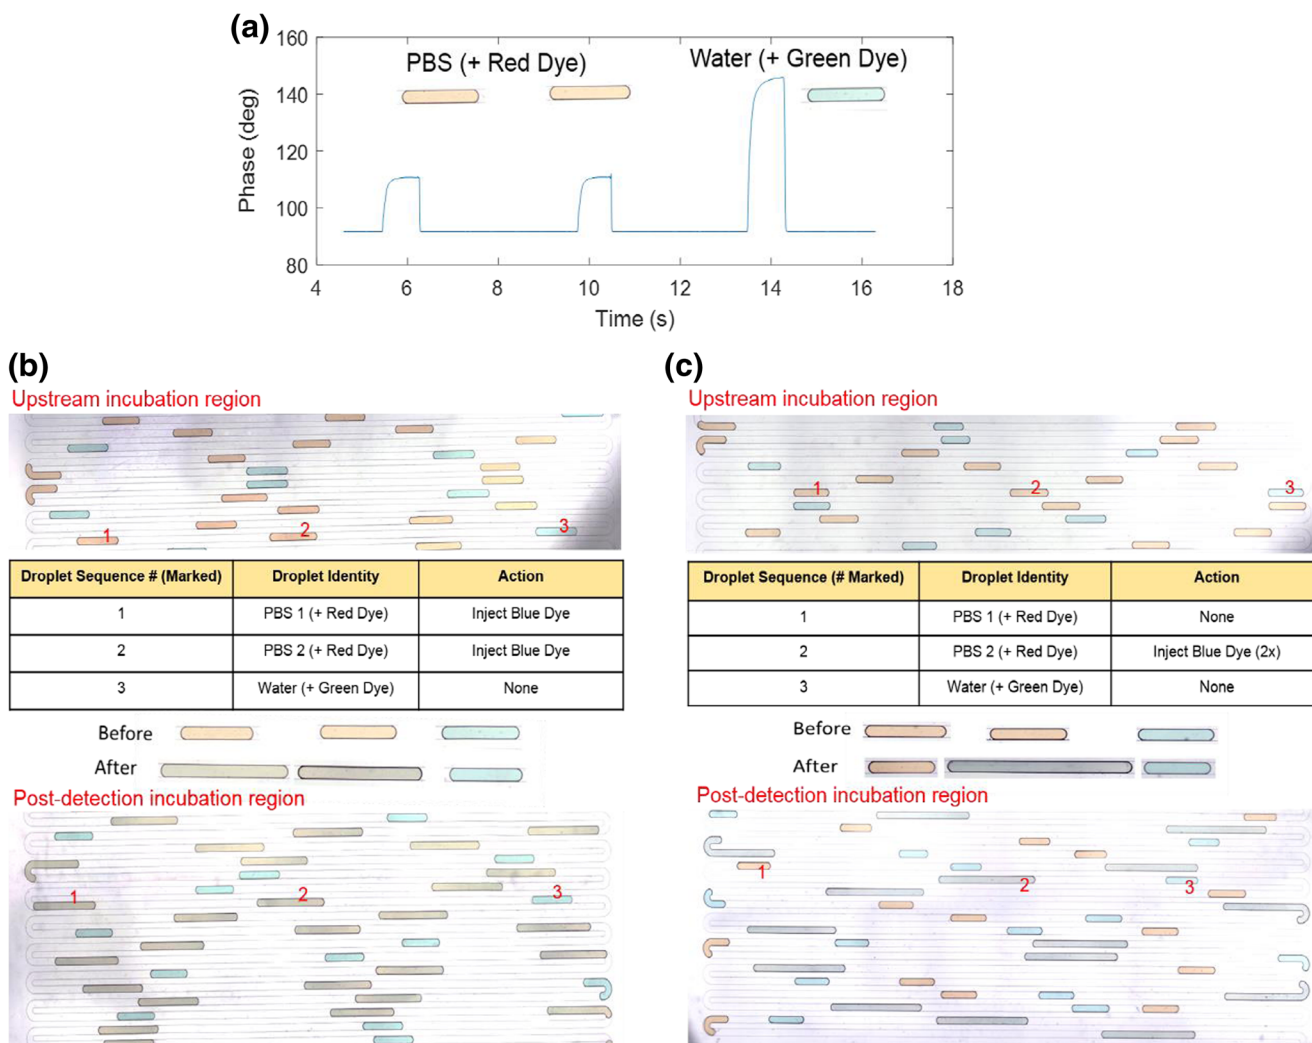 (a)
160
140
120
100
80
Phase (deg)
PBS (+ Red Dye)
Water (+ Green Dye)
4 6 8 10 12 14 16 18
Time (s)
(b)
Upstream incubation region
1 2 3
Droplet Sequence # (Marked) Droplet Identity Action
1 PBS 1 (+ Red Dye) Inject Blue Dye
2 PBS 2 (+ Red Dye) Inject Blue Dye
3 Water (+ Green Dye) None
Before
After
Post-detection incubation region
1 2 3
(c)
Upstream incubation region
1 2 3
Droplet Sequence (# Marked) Droplet Identity Action
1 PBS 1 (+ Red Dye) None
2 PBS 2 (+ Red Dye) Inject Blue Dye (2x)
3 Water (+ Green Dye) None
Before
After
Post-detection incubation region
1 2 3